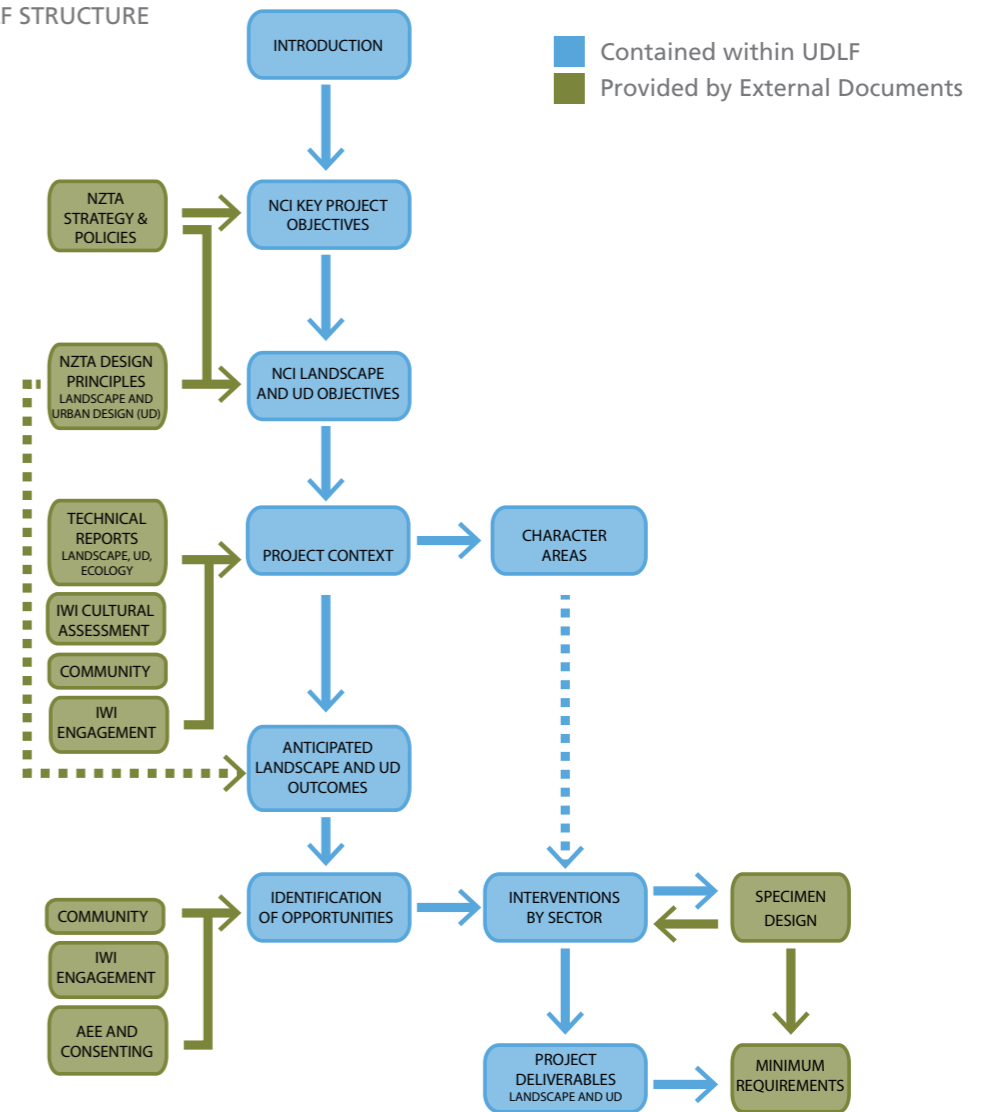 F STRUCTURE
INTRODUCTION
Contained within UDLF
Provided by External Documents
NZTA
STRATEGY &
POLICIES
NCI KEY PROJECT
OBJECTIVES
NZTA DESIGN
PRINCIPLES
LANDSCAPE AND
URBAN DESIGN (UD)
NCI LANDSCAPE
AND UD OBJECTIVES
TECHNICAL
REPORTS
LANDSCAPE, UD,
ECOLOGY
PROJECT CONTEXT
CHARACTER
AREAS
IWI CULTURAL
ASSESSMENT
COMMUNITY
IWI
ENGAGEMENT
ANTICIPATED
LANDSCAPE AND UD
OUTCOMES
COMMUNITY
IWI
ENGAGEMENT
AEE AND
CONSENTING
IDENTIFICATION
OF OPPORTUNITIES
INTERVENTIONS
BY SECTOR
SPECIMEN
DESIGN
PROJECT
DELIVERABLES
LANDSCAPE AND UD
MINIMUM
REQUIREMENTS